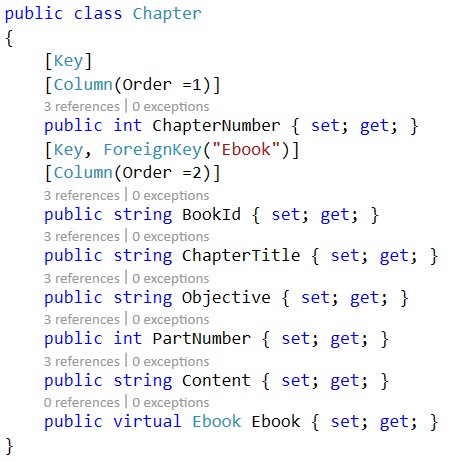 public class Chapter
{
[Key]
[Column(Order =1)]
3 references | 0 exceptions
public int ChapterNumber { set; get; }
[Key, ForeignKey("Ebook")]
[Column(Order =2)]
3 references | 0 exceptions
public string BookId { set; get; }
3 references | 0 exceptions
public string ChapterTitle { set; get; }
3 references | 0 exceptions
public string Objective { set; get; }
3 references | 0 exceptions
public int PartNumber { set; get; }
3 references | 0 exceptions
public string Content { set; get; }
0 references | 0 exceptions
public virtual Ebook Ebook { set; get; }
}